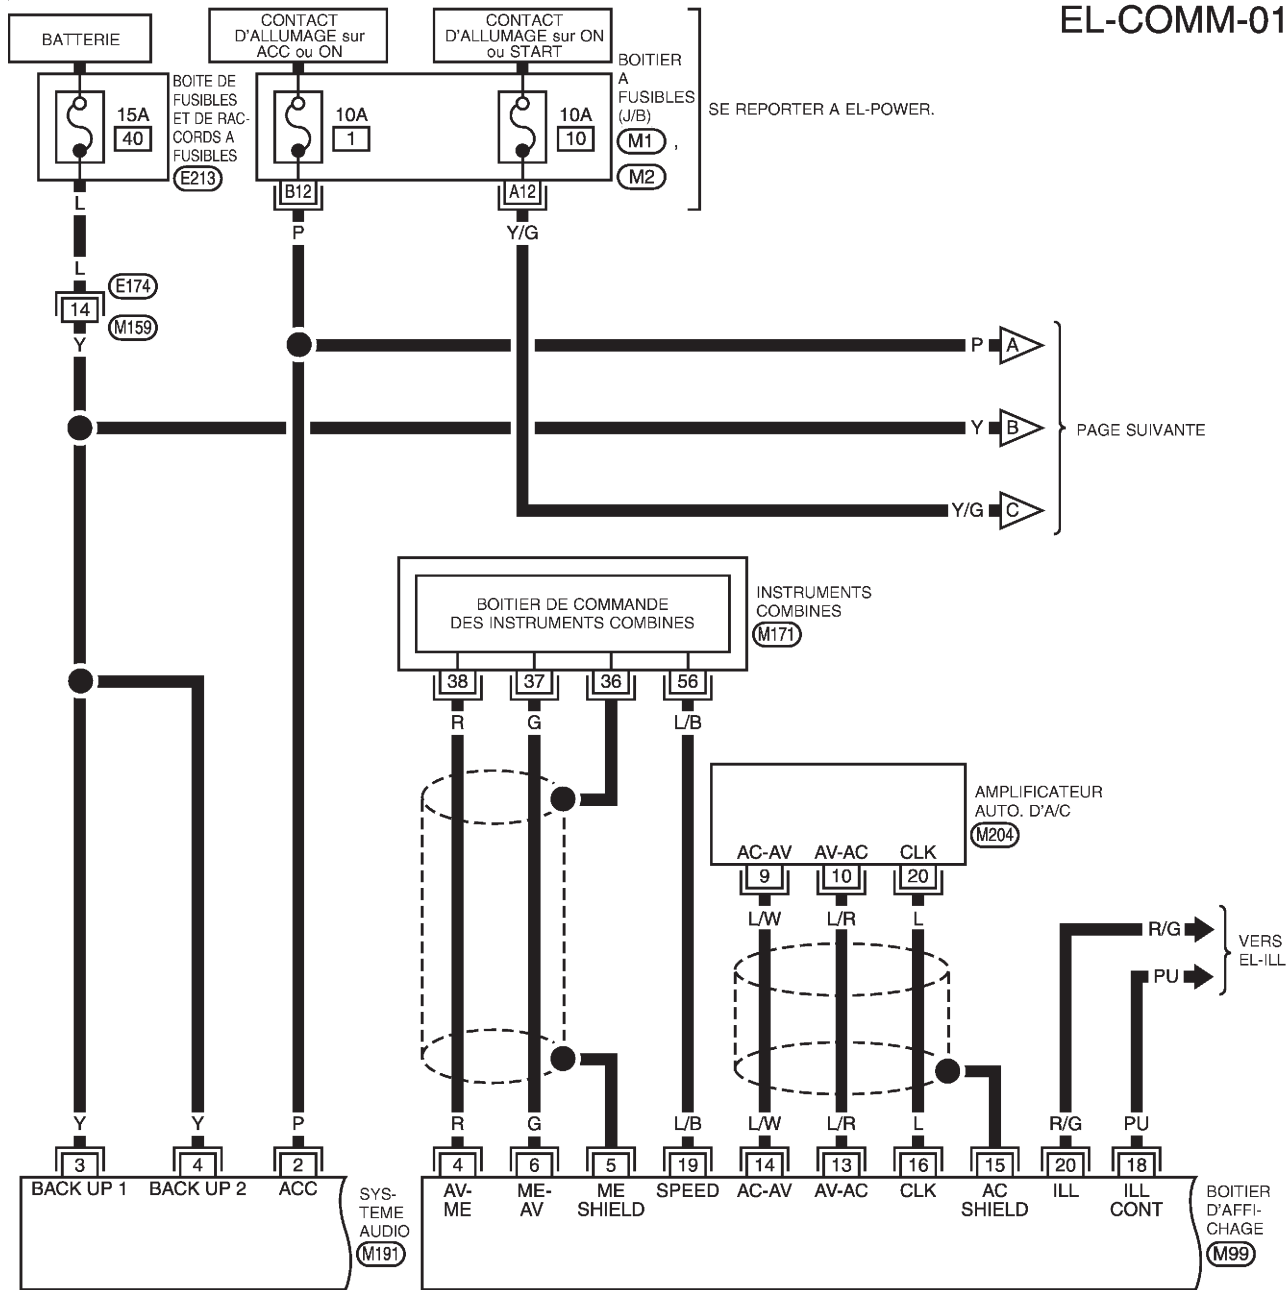 EL-COMM-01
BATTERIE
CONTACT
D'ALLUMAGE sur
ACC ou ON
CONTACT
D'ALLUMAGE sur ON
ou START
BOITE DE
FUSIBLES
ET DE RAC-
CORDS A
FUSIBLES
E213
15A
40
10A
1
10A
10
BOITIER
A
FUSIBLES
(J/B)
M1 ,
M2
SE REPORTER A EL-POWER.
B12
A12
L
P
Y/G
L
14
E174
M159
Y
P
A
Y
B
Y/G
C
PAGE SUIVANTE
BOITIER DE COMMANDE
DES INSTRUMENTS COMBINES
INSTRUMENTS
COMBINES
M171
38
37
36
56
R
G
L/B
AMPLIFICATEUR
AUTO. D'A/C
M204
AC-AV
AV-AC
CLK
9
10
20
L/W
L/R
L
R/G
PU
VERS
EL-ILL
Y
Y
P
R
G
L/B
L/W
L/R
L
R/G
PU
3
4
2
4
6
5
19
14
13
16
15
20
18
BACK UP 1
BACK UP 2
ACC
SYS-
TEME
AUDIO
M191
AV-
ME
ME-
AV
ME
SHIELD
SPEED
AC-AV
AV-AC
CLK
AC
SHIELD
ILL
ILL
CONT
BOITIER
D'AFFI-
CHAGE
M99